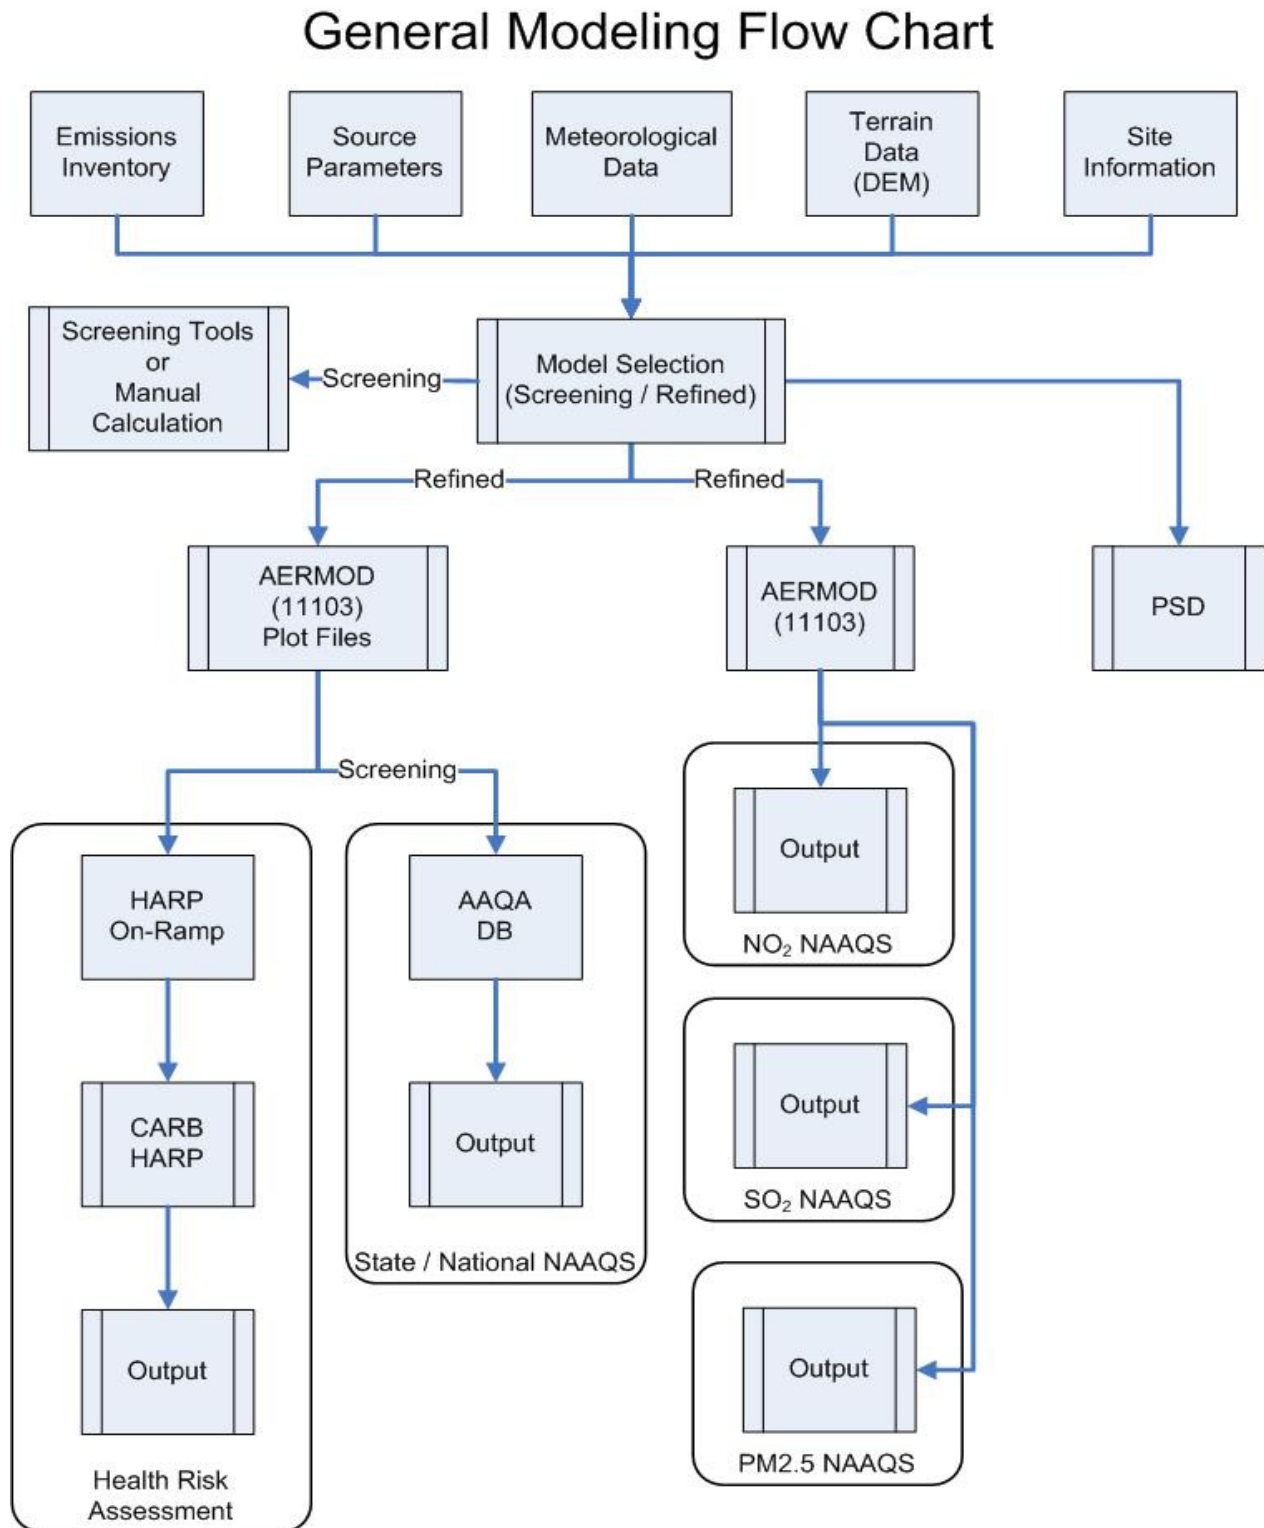 General Modeling Flow Chart
Emissions
Inventory
Source
Parameters
Meteorological
Data
Terrain
Data
(DEM)
Site
Information
Screening Tools
or
Manual
Calculation
Screening
Model Selection
(Screening / Refined)
Refined
Refined
AERMOD
(11103)
Plot Files
AERMOD
(11103)
PSD
Screening
HARP
On-Ramp
CARB
HARP
Output
Health Risk
Assessment
AAQA
DB
Output
State / National NAAQS
Output
NO₂ NAAQS
Output
SO₂ NAAQS
Output
PM2.5 NAAQS